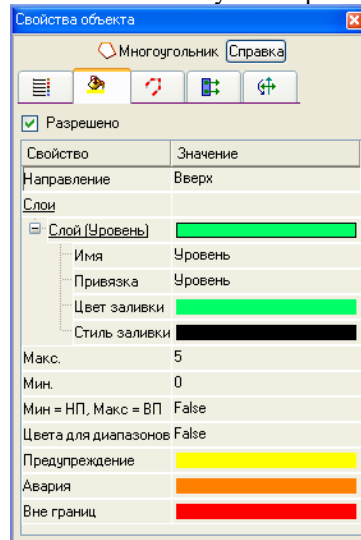 Свойства объекта
Многоугольник Справка
Разрешено
Свойство Значение
Направление Вверх
Слои
Слой (Уровень)
Имя Уровень
Привязка Уровень
Цвет заливки
Стиль заливки
Макс. 5
Мин. 0
Мин = НП, Макс = ВП False
Цвета для диапазонов False
Предупреждение
Авария
Вне границ